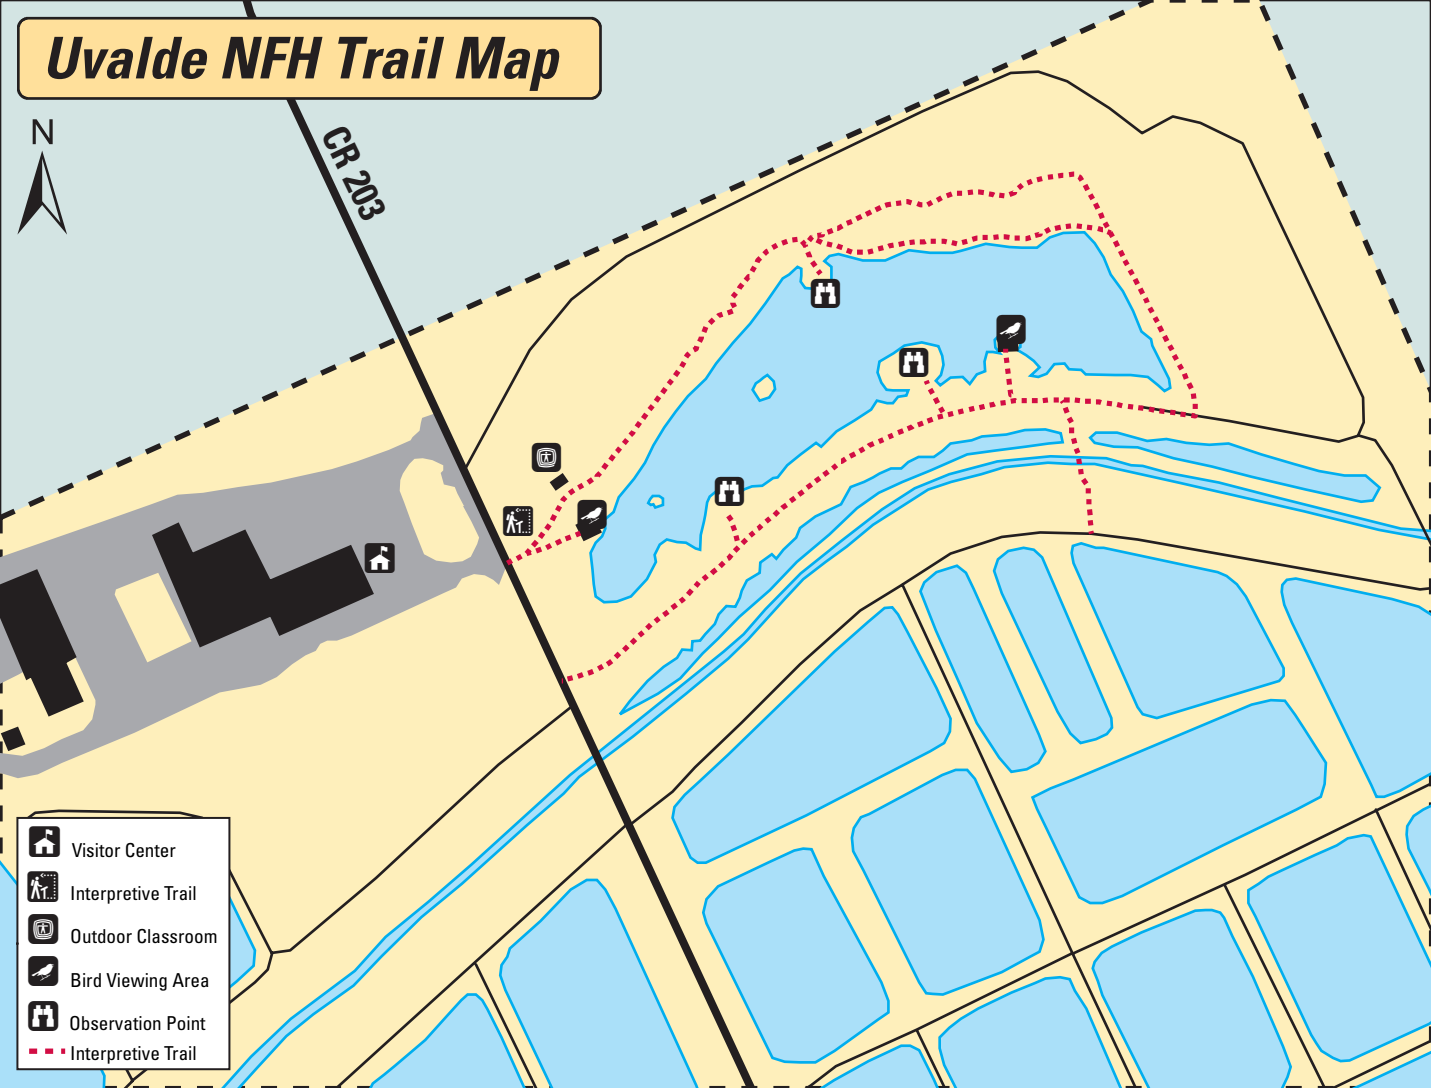 Uvalde NFH Trail Map
N
CR 203
Visitor Center
Interpretive Trail
Outdoor Classroom
Bird Viewing Area
Observation Point
Interpretive Trail